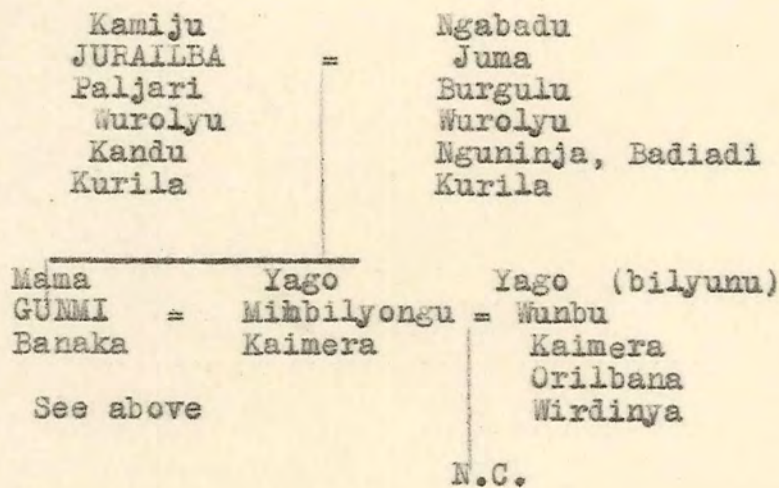 Kamiju Ngabadu
JURAILBA = Juma
Paljari Burgulu
Wurolyu Wurolyu
Kandu Nguninja, Badiadi
Kurila Kurila
Mama Yago Yago (bilyunu)
GUNMI = Mihbilyongu = Wunbu
Banaka Kaimera Kaimera
Orilbana
See above Wirdinya
N.C.